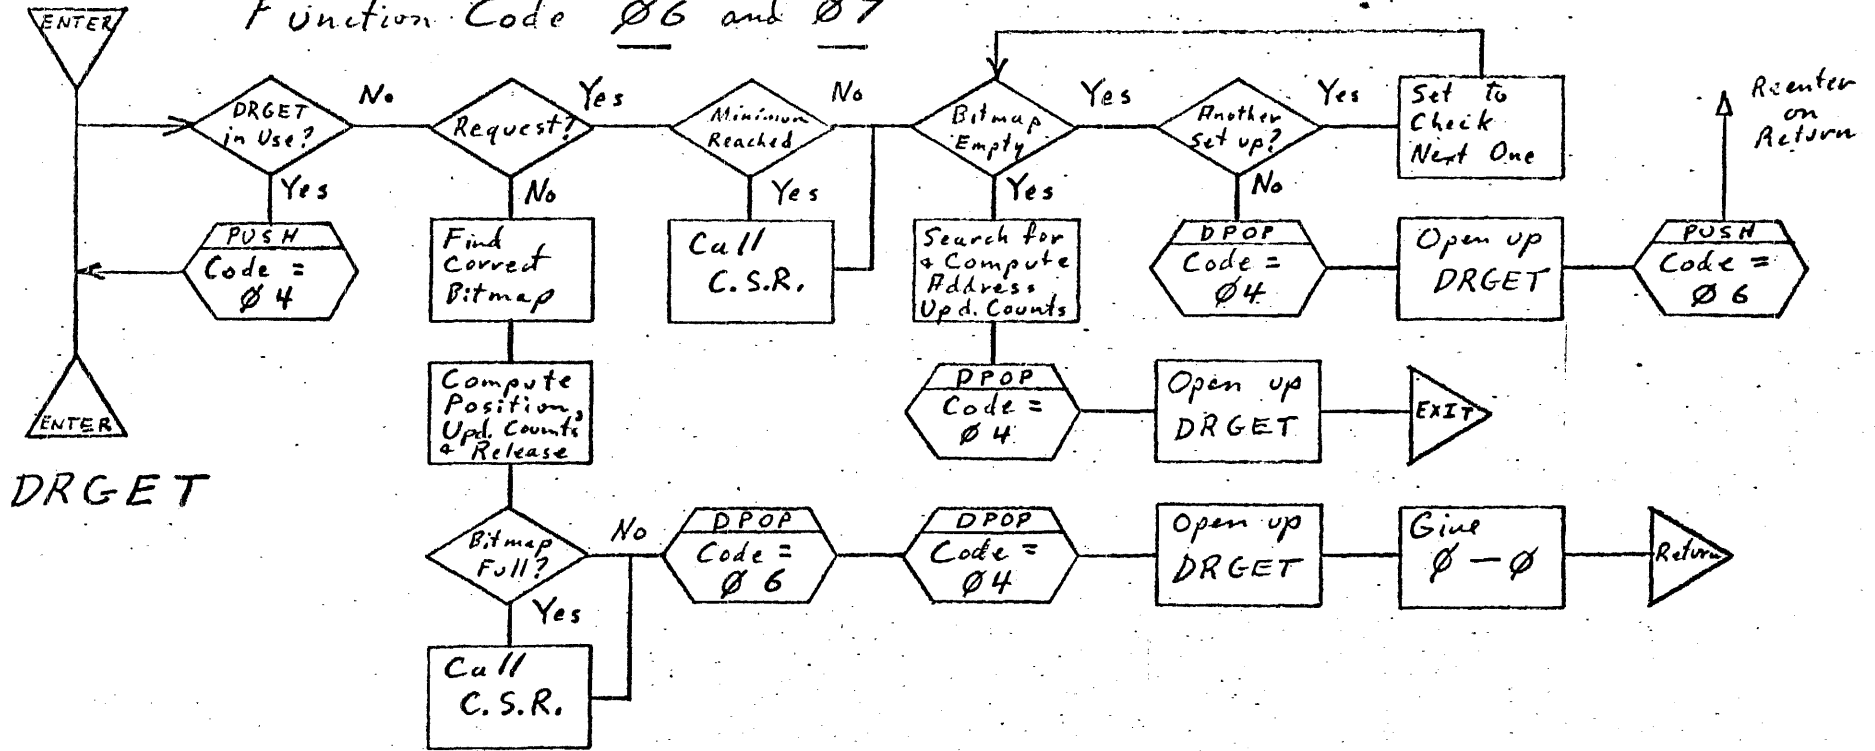 Function Code Ø6 and Ø7
ENTER
DRGET
in Use?
No
Yes
Request?
Yes
No
Minimum
Reached
No
Yes
Bitmap
Empty
Yes
Yes
Another
Set up?
Yes
No
Set to
Check
Next One
Reenter
on
Return
PUSH
Code =
Ø4
Find
Correct
Bitmap
Call
C.S.R.
Search for
& Compute
Address
Upd. Counts
DPOP
Code =
Ø4
Open up
DRGET
PUSH
Code =
Ø6
ENTER
DRGET
Compute
Position,
Upd. Counts
& Release
DPOP
Code =
Ø4
Open up
DRGET
EXIT
Bitmap
Full?
No
Yes
DPOP
Code =
Ø6
DPOP
Code =
Ø4
Open up
DRGET
Give
Ø-Ø
Return
Call
C.S.R.